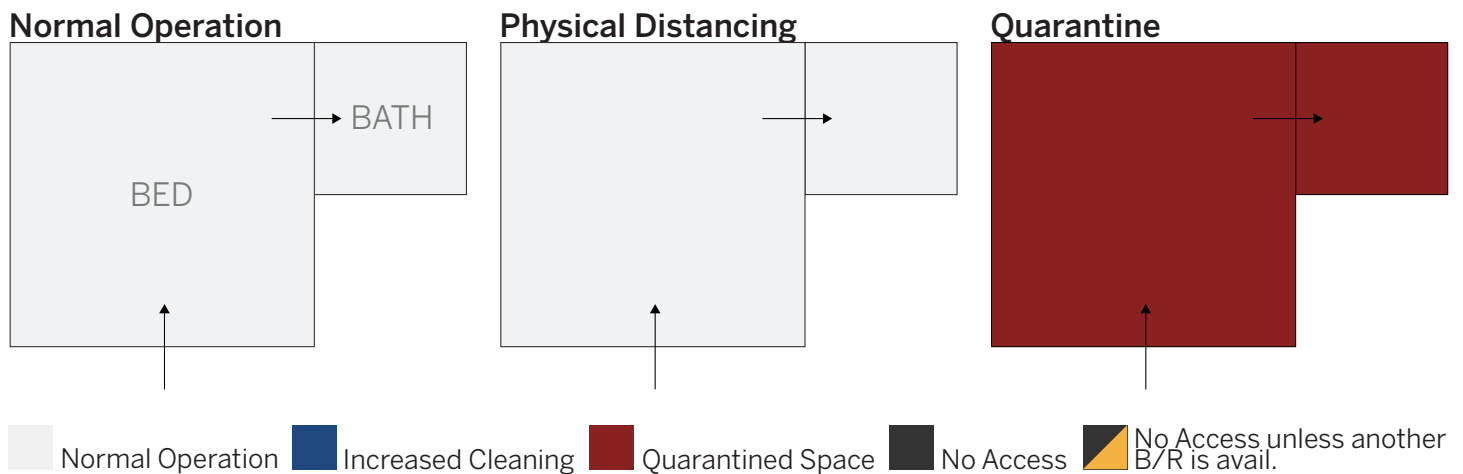 Normal Operation
Physical Distancing
Quarantine
BATH
BED
Normal Operation
Increased Cleaning
Quarantined Space
No Access
No Access unless another
B/R is avail.